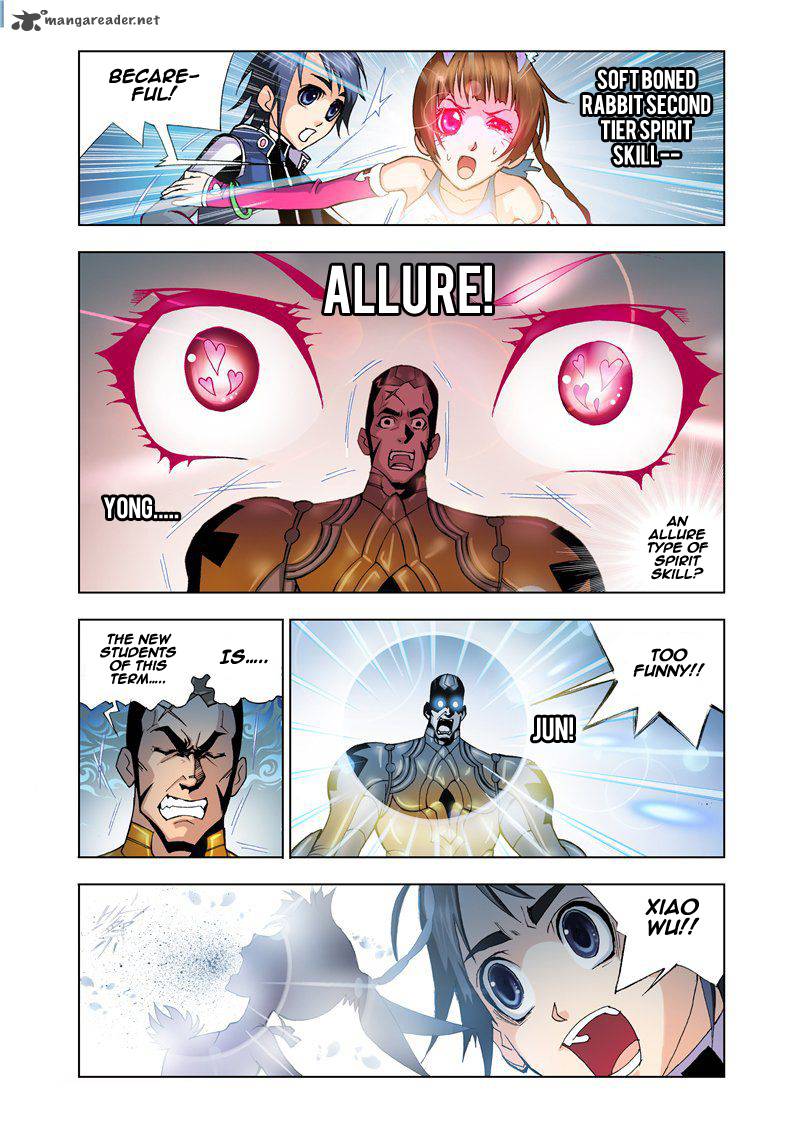 mangareader.net
BECARE-
FUL!
SOFT BONED
RABBIT SECOND
TIER SPIRIT
SKILL--
ALLURE!
YONG.....
AN
ALLURE
TYPE OF
SPIRIT
SKILL?
THE NEW
STUDENTS
OF THIS
TERM.....
IS.....
TOO
FUNNY!!
JUN!
XIAO
WU!!